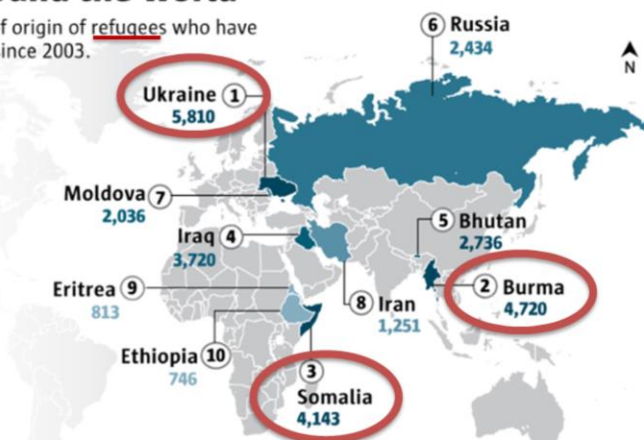 f origin of refugees who have
since 2003.
6 Russia
2,434
N
Ukraine 1
5,810
Moldova 7
2,036
Iraq 4
3,720
5 Bhutan
2,736
Eritrea 9
813
8 Iran
1,251
2 Burma
4,720
Ethiopia 10
746
3
Somalia
4,143